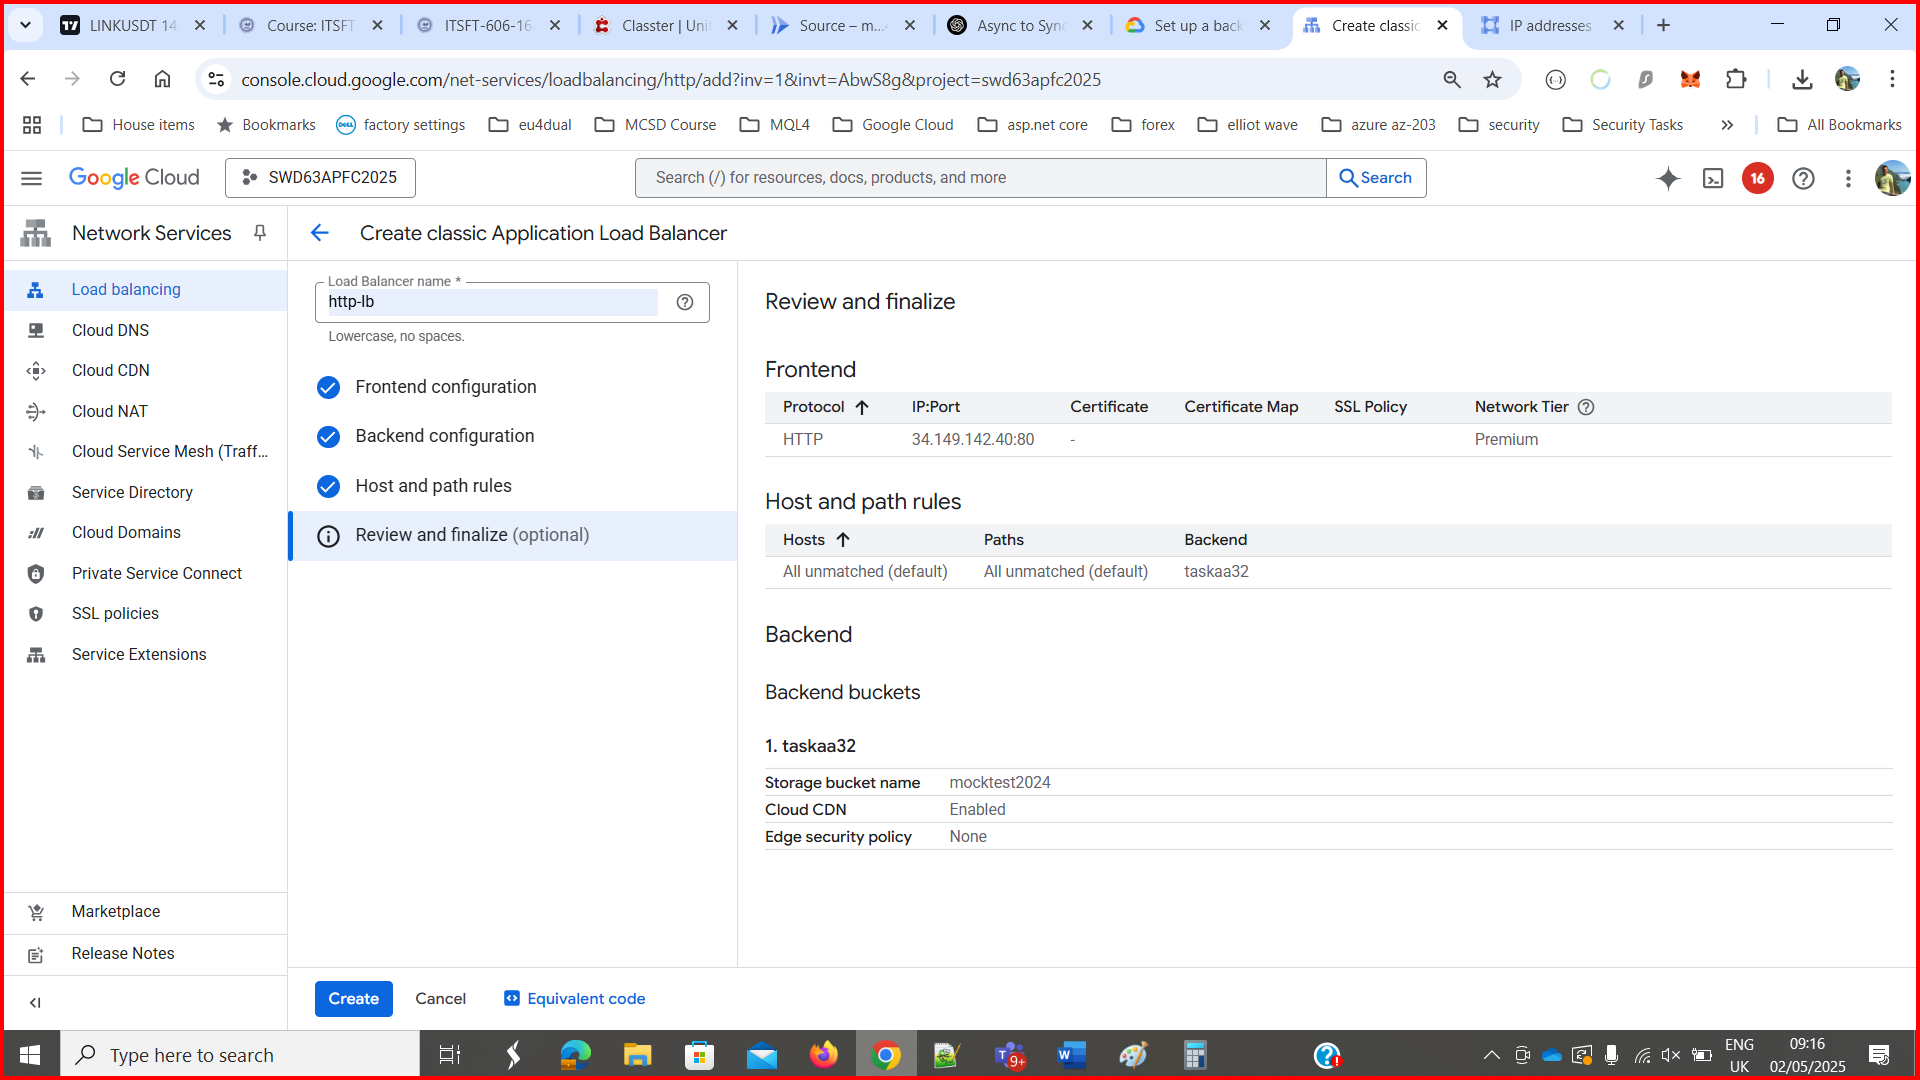 LINKUSDT 14
Course: ITSFT
ITSFT-606-16
Classter | Uni
Source – m...
Async to Sync
Set up a back
Create classic
IP addresses
console.cloud.google.com/net-services/loadbalancing/http/add?inv=1&invt=AbwS8g&project=swd63apfc2025
House items
Bookmarks
factory settings
eu4dual
MCSD Course
MQL4
Google Cloud
asp.net core
forex
elliot wave
azure az-203
security
Security Tasks
All Bookmarks
Google Cloud
SWD63APFC2025
Search (/) for resources, docs, products, and more
Search
16
Network Services
Create classic Application Load Balancer
Load balancing
Cloud DNS
Cloud CDN
Cloud NAT
Cloud Service Mesh (Traff...
Service Directory
Cloud Domains
Private Service Connect
SSL policies
Service Extensions
Marketplace
Release Notes
Load Balancer name *
http-lb
Lowercase, no spaces.
Frontend configuration
Backend configuration
Host and path rules
Review and finalize (optional)
Review and finalize
Frontend
Protocol IP:Port Certificate Certificate Map SSL Policy Network Tier
HTTP 34.149.142.40:80 - Premium
Host and path rules
Hosts Paths Backend
All unmatched (default) All unmatched (default) taskaa32
Backend
Backend buckets
1. taskaa32
Storage bucket name mocktest2024
Cloud CDN Enabled
Edge security policy None
Create
Cancel
Equivalent code
Type here to search
9+
ENG
UK
09:16
02/05/2025